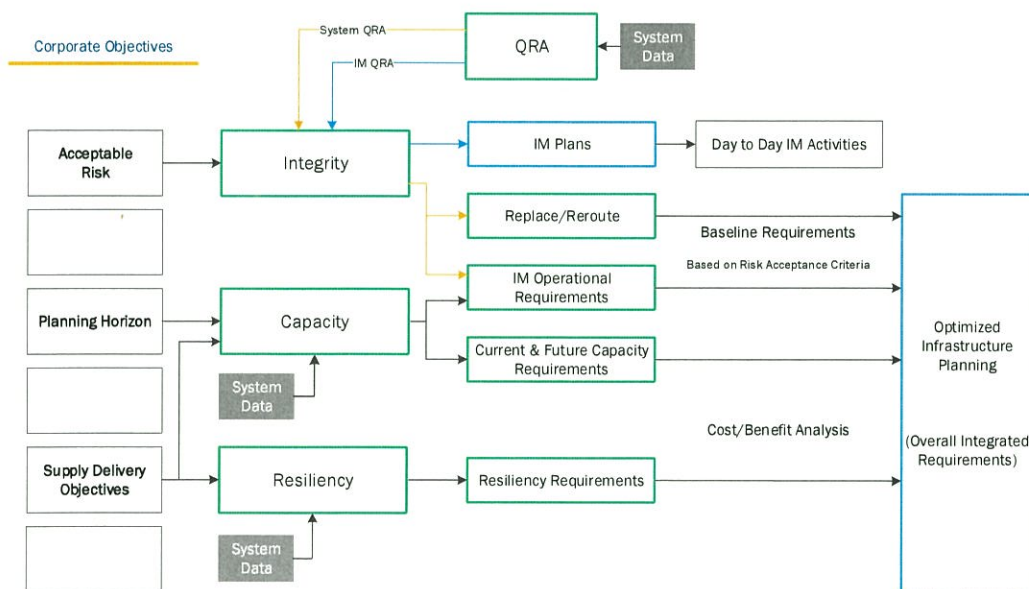 Corporate Objectives
System QRA
IM QRA
QRA
System
Data
Acceptable
Risk
Integrity
IM Plans
Day to Day IM Activities
Replace/Reroute
Baseline Requirements
Based on Risk Acceptance Criteria
IM Operational
Requirements
Planning Horizon
Capacity
Current & Future Capacity
Requirements
System
Data
Optimized
Infrastructure
Planning
(Overall Integrated
Requirements)
Cost/Benefit Analysis
Supply Delivery
Objectives
Resiliency
Resiliency Requirements
System
Data